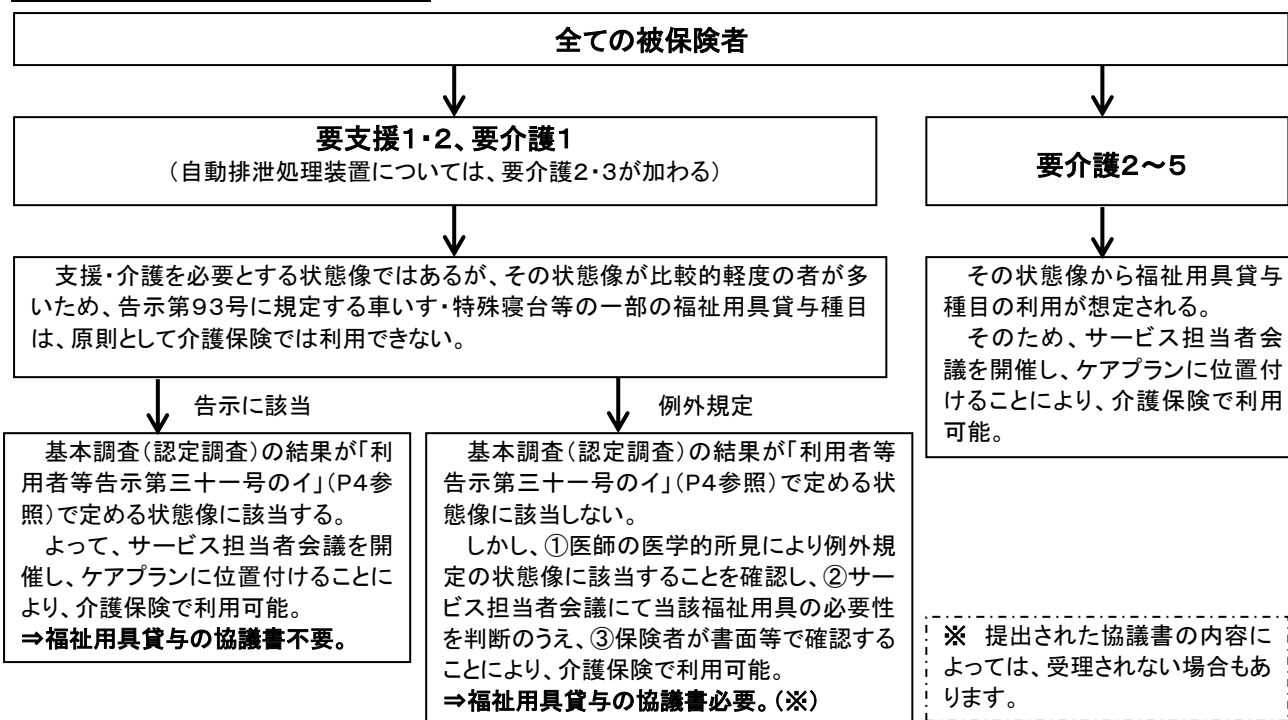 全ての被保険者
要支援1・2、要介護1
(自動排泄処理装置については、要介護2・3が加わる)
要介護2~5
支援・介護を必要とする状態像ではあるが、その状態像が比較的軽度の者が多
いため、告示第93号に規定する車いす・特殊寝台等の一部の福祉用具貸与種目
は、原則として介護保険では利用できない。
その状態像から福祉用具貸与
種目の利用が想定される。
そのため、サービス担当者会
議を開催し、ケアプランに位置付
けることにより、介護保険で利用
可能。
告示に該当
例外規定
基本調査(認定調査)の結果が「利
用者等告示第三十一号のイ」(P4参
照)で定める状態像に該当する。
よって、サービス担当者会議を開
催し、ケアプランに位置付けることに
より、介護保険で利用可能。
⇒福祉用具貸与の協議書不要。
基本調査(認定調査)の結果が「利用者等
告示第三十一号のイ」(P4参照)で定める状
態像に該当しない。
しかし、①医師の医学的所見により例外規
定の状態像に該当することを確認し、②サー
ビス担当者会議にて当該福祉用具の必要性
を判断のうえ、③保険者が書面等で確認する
ことにより、介護保険で利用可能。
⇒福祉用具貸与の協議書必要。(※)
※ 提出された協議書の内容に
よっては、受理されない場合もあ
ります。